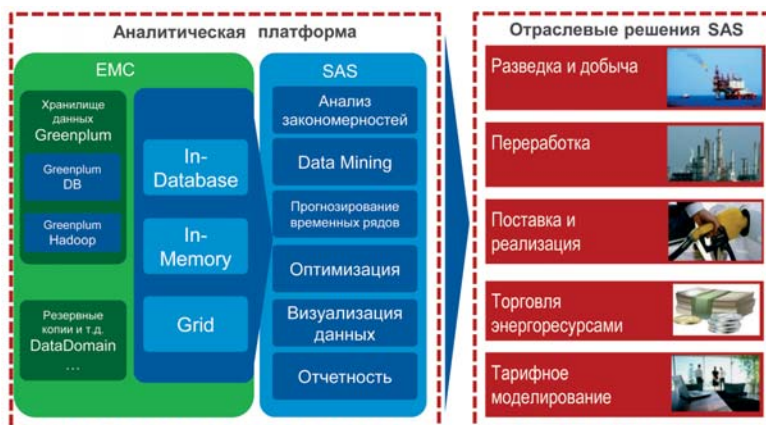 Аналитическая платформа
EMC
Хранилище
данных
Greenplum
Greenplum
DB
Greenplum
Hadoop
Резервные
копии и т.д.
DataDomain
...
In-
Database
In-
Memory
Grid
SAS
Анализ
закономерностей
Data Mining
Прогнозирование
временных рядов
Оптимизация
Визуализация
данных
Отчетность
Отраслевые решения SAS
Разведка и добыча
Переработка
Поставка и
реализация
Торговля
энергоресурсами
Тарифное
моделирование